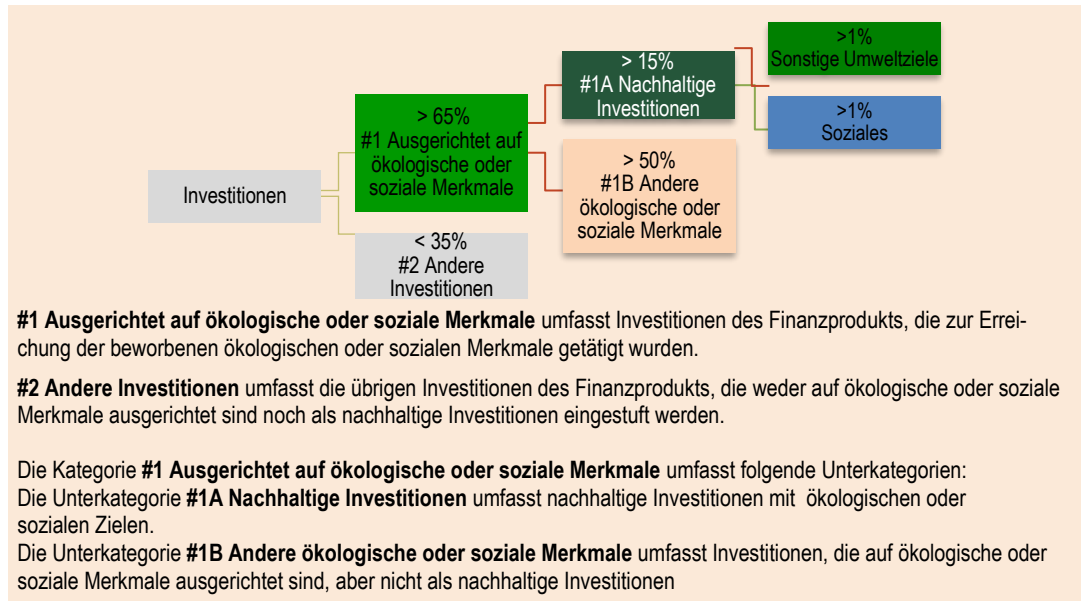 >1%
Sonstige Umweltziele
> 15%
#1A Nachhaltige
Investitionen
>1%
Soziales
> 65%
#1 Ausgerichtet auf
ökologische oder
soziale Merkmale
> 50%
#1B Andere
ökologische oder
soziale Merkmale
Investitionen
< 35%
#2 Andere
Investitionen
#1 Ausgerichtet auf ökologische oder soziale Merkmale umfasst Investitionen des Finanzprodukts, die zur Errei-
chung der beworbenen ökologischen oder sozialen Merkmale getätigt wurden.
#2 Andere Investitionen umfasst die übrigen Investitionen des Finanzprodukts, die weder auf ökologische oder soziale
Merkmale ausgerichtet sind noch als nachhaltige Investitionen eingestuft werden.
Die Kategorie #1 Ausgerichtet auf ökologische oder soziale Merkmale umfasst folgende Unterkategorien:
Die Unterkategorie #1A Nachhaltige Investitionen umfasst nachhaltige Investitionen mit ökologischen oder
sozialen Zielen.
Die Unterkategorie #1B Andere ökologische oder soziale Merkmale umfasst Investitionen, die auf ökologische oder
soziale Merkmale ausgerichtet sind, aber nicht als nachhaltige Investitionen